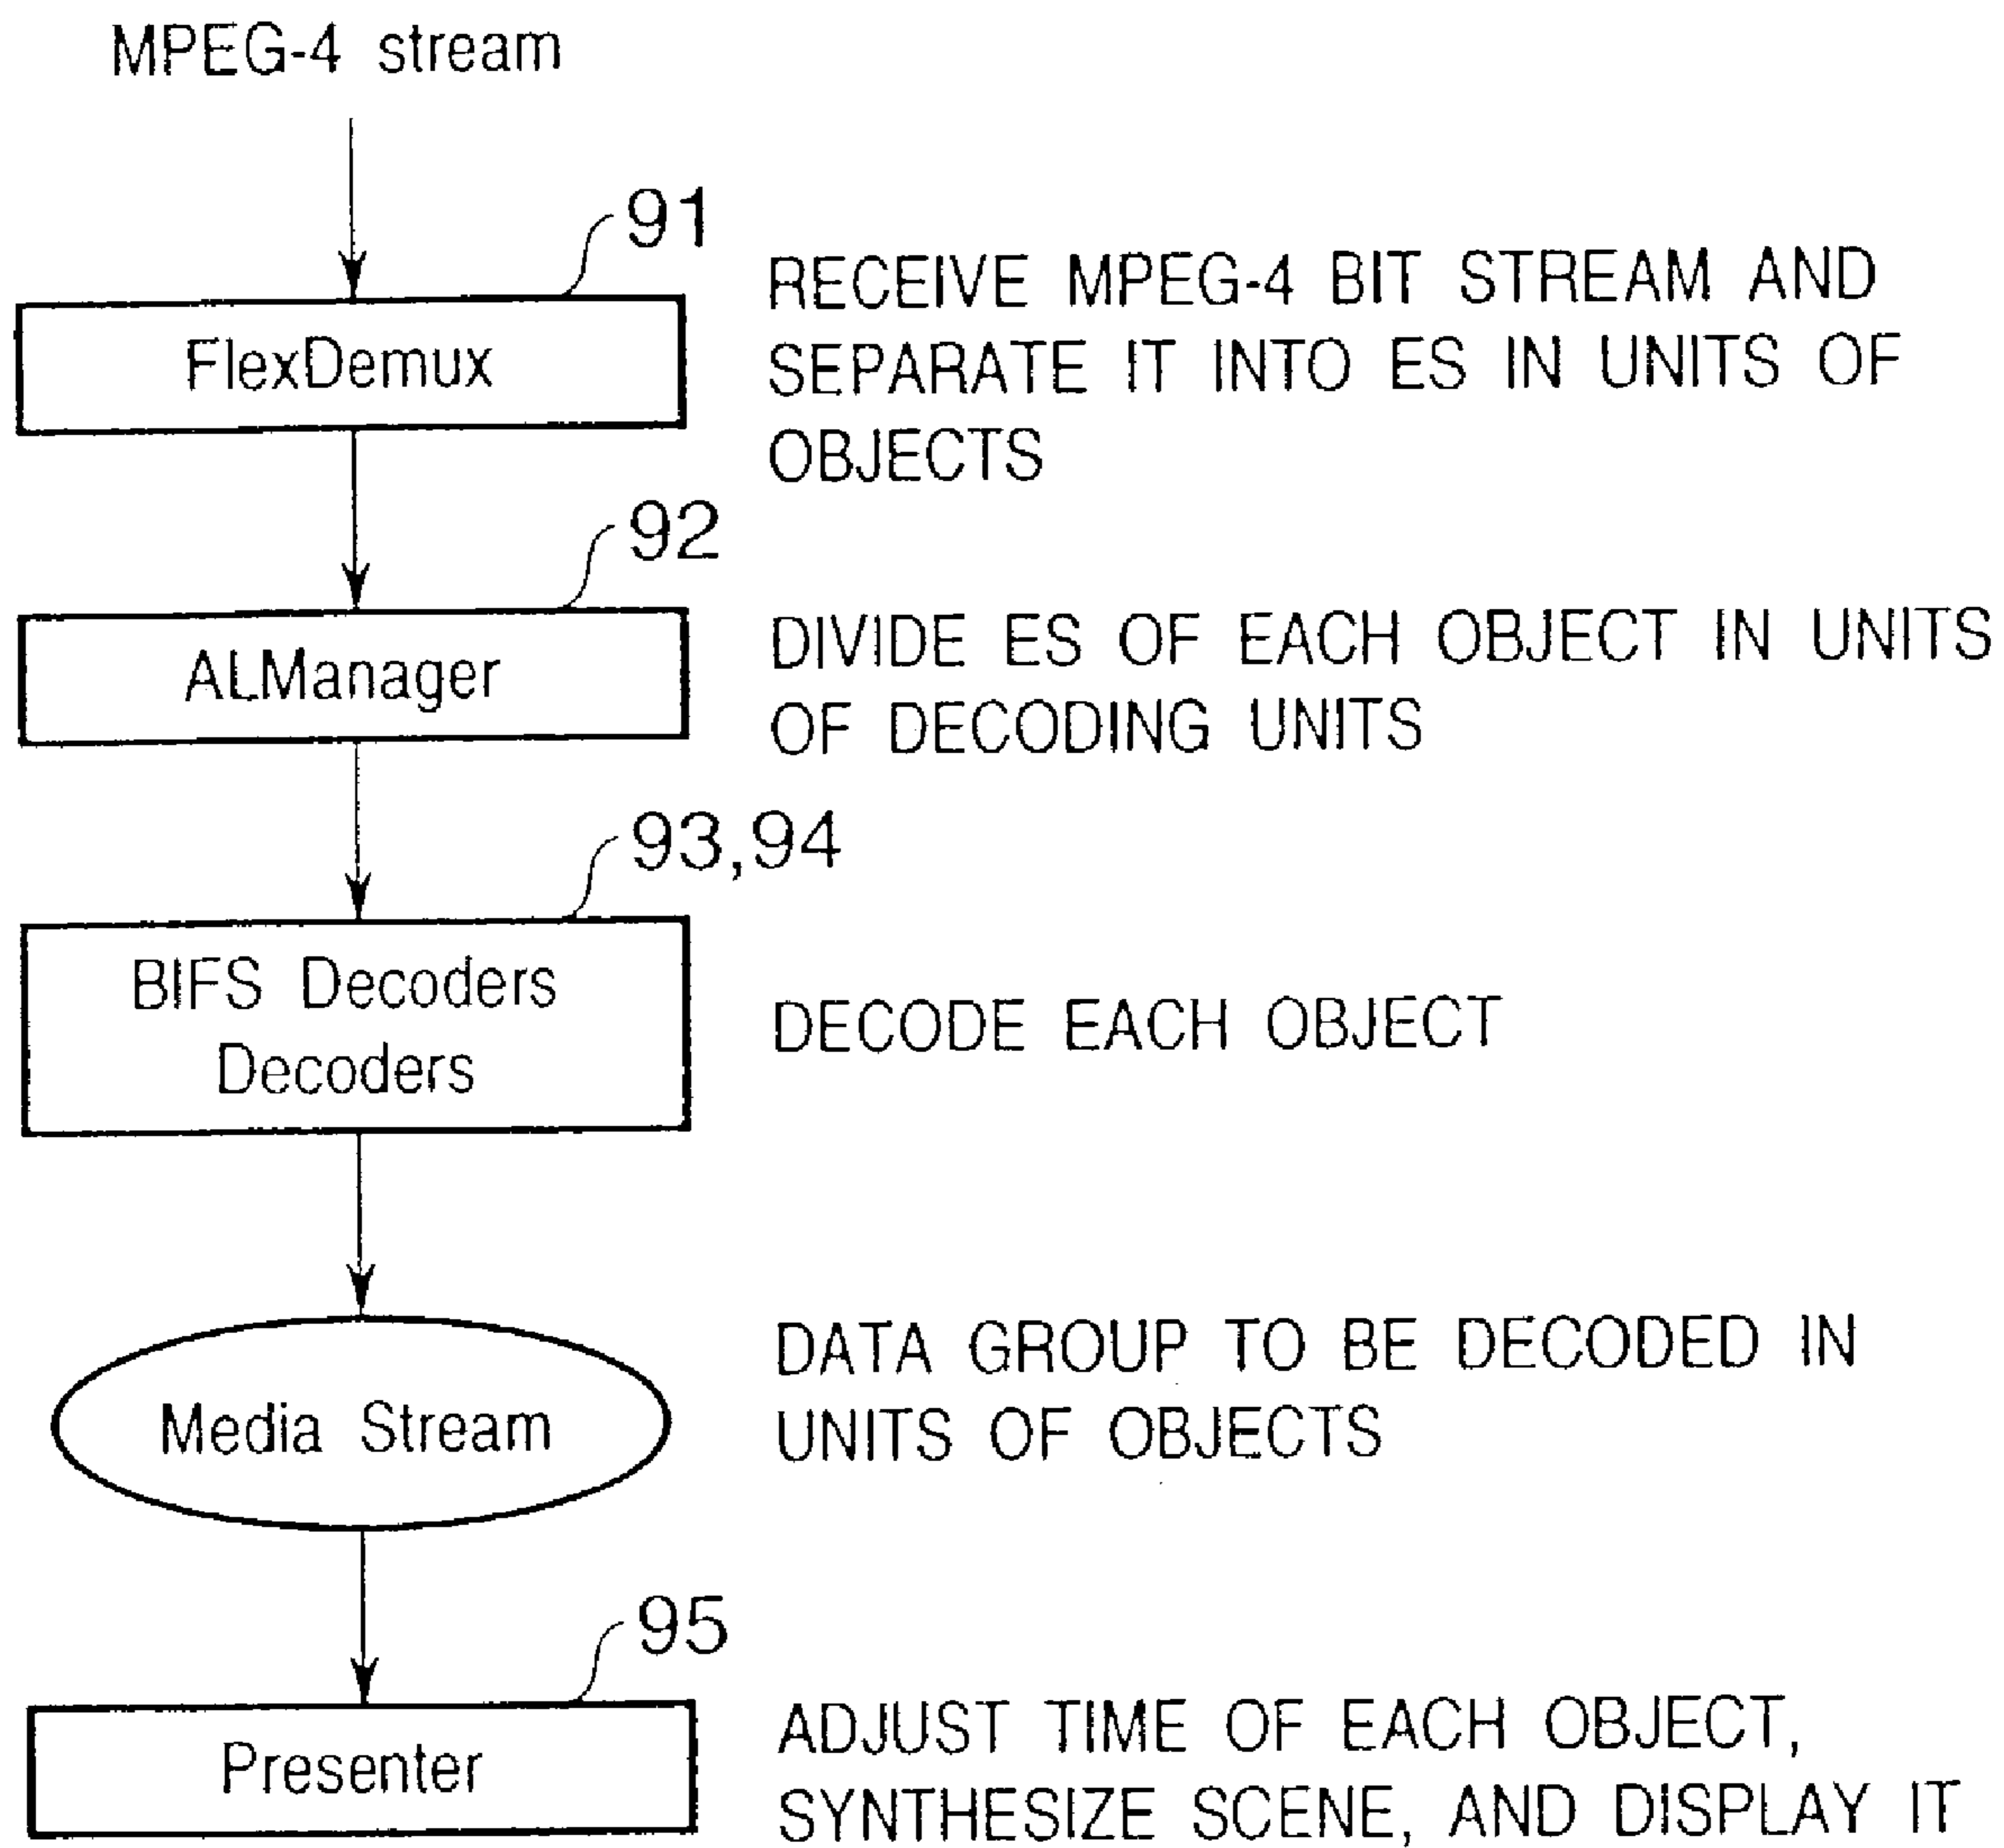 MPEG-4 stream
91
FlexDemux
RECEIVE MPEG-4 BIT STREAM AND
SEPARATE IT INTO ES IN UNITS OF
OBJECTS
92
ALManager
DIVIDE ES OF EACH OBJECT IN UNITS
OF DECODING UNITS
93,94
BIFS Decoders
Decoders
DECODE EACH OBJECT
Media Stream
DATA GROUP TO BE DECODED IN
UNITS OF OBJECTS
95
Presenter
ADJUST TIME OF EACH OBJECT,
SYNTHESIZE SCENE, AND DISPLAY IT